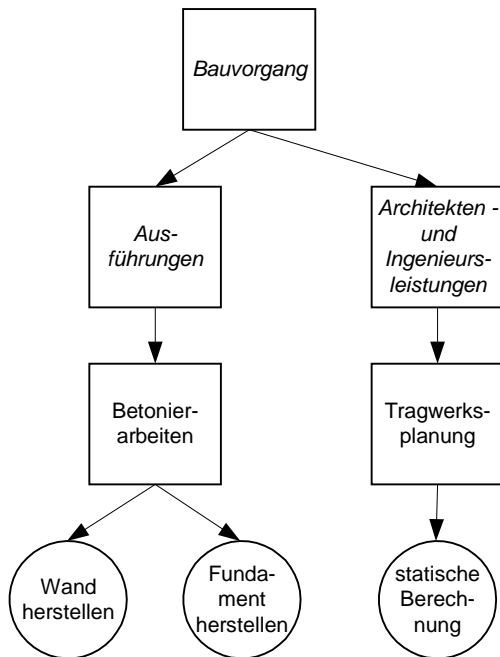 Bauvorgang
Aus-
führungen
Architekten -
und
Ingenieurs-
leistungen
Betonier-
arbeiten
Tragwerks-
planung
Wand
herstellen
Funda-
ment
herstellen
statische
Berech-
nung